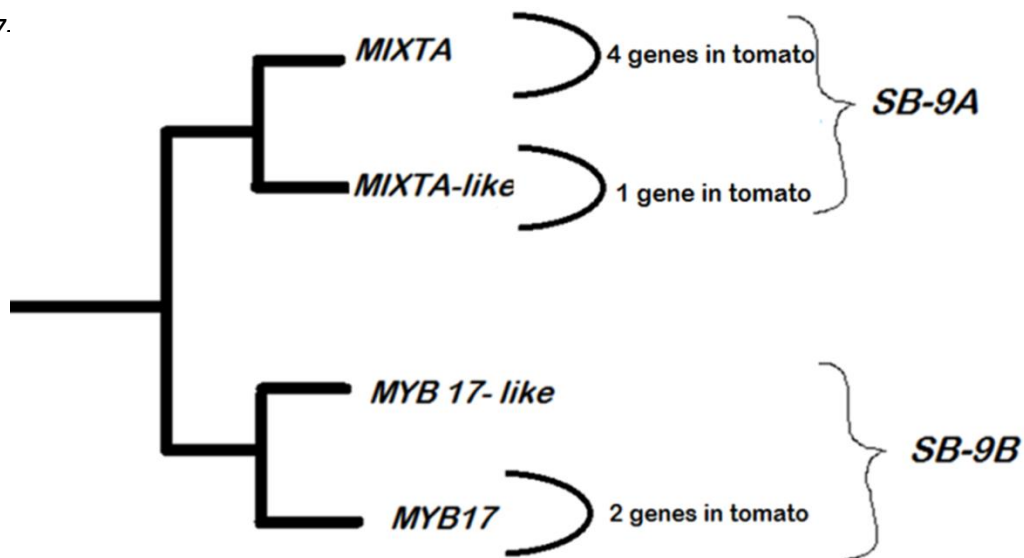 7.
MIXTA
4 genes in tomato
SB-9A
MIXTA-like
1 gene in tomato
MYB 17- like
SB-9B
MYB17
2 genes in tomato